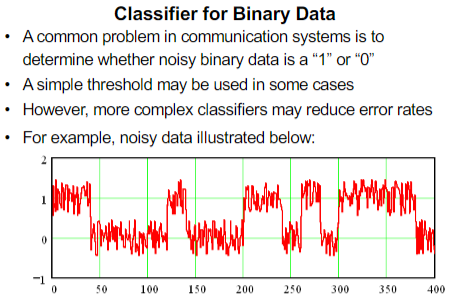 Classifier for Binary Data
• A common problem in communication systems is to
determine whether noisy binary data is a “1” or “0”
• A simple threshold may be used in some cases
• However, more complex classifiers may reduce error rates
• For example, noisy data illustrated below:
2
1
0
−1
0 50 100 150 200 250 300 350 400